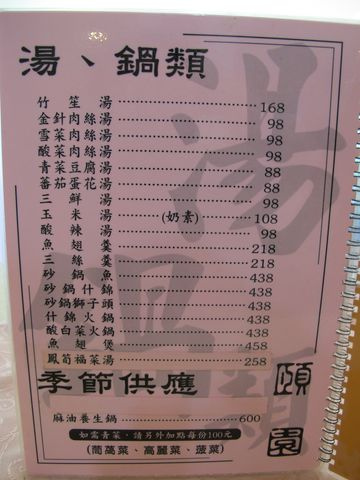 湯、鍋類
竹笙湯 168
金針肉絲湯 98
雪菜肉絲湯 98
酸菜肉絲湯 98
青菜豆腐湯 88
蕃茄蛋花湯 88
三鮮湯 98
玉米湯 (奶素) 108
酸辣湯 98
魚翅羹 218
三絲羹 218
砂鍋魚 438
砂鍋什錦 438
砂鍋獅子頭 438
什錦火鍋 438
酸白菜火鍋 438
魚翅煲 458
鳳筍福菜湯 258
季節供應
麻油養生鍋 600
如需青菜，請另外加點每份100元
(茼蒿菜、高麗菜、菠菜)
頤園
湯鍋類